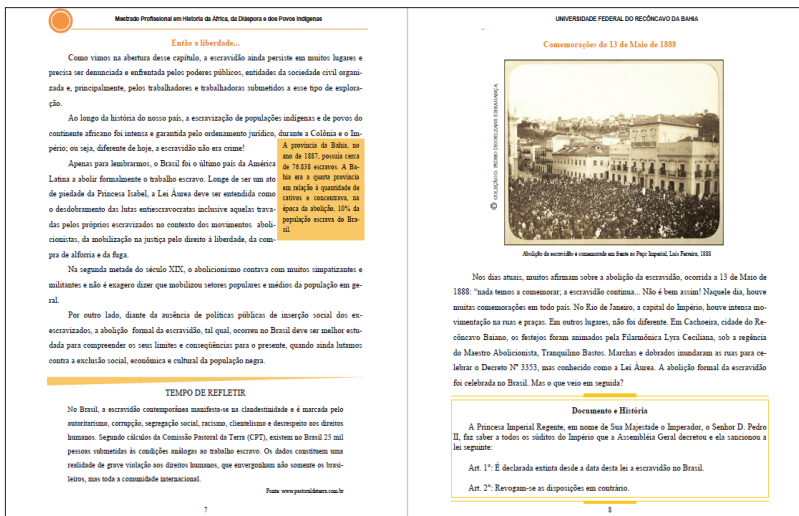 Mestrado Profissional em História da África, da Diáspora e dos Povos Indígenas
Então a liberdade...
Como vimos na abertura desse capítulo, a escravidão ainda persiste em muitos lugares e
precisa ser denunciada e enfrentada pelos poderes públicos, entidades da sociedade civil organi-
zada e, principalmente, pelos trabalhadores e trabalhadoras submetidos a esse tipo de explora-
ção.
Ao longo da história do nosso país, a escravização de populações indígenas e de povos do
continente africano foi intensa e garantida pelo ordenamento jurídico, durante a Colônia e o Im-
pério; ou seja, diferente de hoje, a escravidão não era crime!
Apenas para lembrarmos, o Brasil foi o último país da América
Latina a abolir formalmente o trabalho escravo. Longe de ser um ato
de piedade da Princesa Isabel, a Lei Áurea deve ser entendida como
o desdobramento das lutas antiescravocratas inclusive aquelas trava-
das pelos próprios escravizados no contexto dos movimentos aboli-
cionistas, da mobilização na justiça pelo direito à liberdade, da com-
pra de alforria e da fuga.
A província da Bahia, no
ano de 1887, possuía cerca
de 76.838 escravos. A Ba-
hia era a quarta província
em relação à quantidade de
cativos e concentrava, na
época da abolição, 10% da
população escrava do Bra-
sil.
Na segunda metade do século XIX, o abolicionismo contava com muitos simpatizantes e
militantes e não é exagero dizer que mobilizou setores populares e médios da população em ge-
ral.
Por outro lado, diante da ausência de políticas públicas de inserção social dos ex-
escravizados, a abolição formal da escravidão, tal qual, ocorreu no Brasil deve ser melhor estu-
dada para compreender os seus limites e conseqüências para o presente, quando ainda lutamos
contra a exclusão social, econômica e cultural da população negra.
TEMPO DE REFLETIR
No Brasil, a escravidão contemporânea manifesta-se na clandestinidade e é marcada pelo
autoritarismo, corrupção, segregação social, racismo, clientelismo e desrespeito aos direitos
humanos. Segundo cálculos da Comissão Pastoral da Terra (CPT), existem no Brasil 25 mil
pessoas submetidas às condições análogas ao trabalho escravo. Os dados constituem uma
realidade de grave violação aos direitos humanos, que envergonham não somente os brasi-
leiros, mas toda a comunidade internacional.
Fonte: www.pastoraldaterra.com.br
7
UNIVERSIDADE FEDERAL DO RECÔNCAVO DA BAHIA
Comemorações do 13 de Maio de 1888
© COLEÇÃO D. PEDRO DE ORLEANS E BRAGANÇA
Abolição da escravidão é comemorada em frente ao Paço Imperial, Luis Ferreira, 1888
Nos dias atuais, muitos afirmam sobre a abolição da escravidão, ocorrida a 13 de Maio de
1888: “nada temos a comemorar; a escravidão continua... Não é bem assim! Naquele dia, houve
muitas comemorações em todo país. No Rio de Janeiro, a capital do Império, houve intensa mo-
vimentação na ruas e praças. Em outros lugares, não foi diferente. Em Cachoeira, cidade do Re-
côncavo Baiano, os festejos foram animados pela Filarmônica Lyra Ceciliana, sob a regência
do Maestro Abolicionista, Tranquilino Bastos. Marchas e dobrados inundaram as ruas para ce-
lebrar o Decreto N° 3353, mas conhecido como a Lei Áurea. A abolição formal da escravidão
foi celebrada no Brasil. Mas o que veio em seguida?
Documento e História
A Princesa Imperial Regente, em nome de Sua Majestade o Imperador, o Senhor D. Pedro
II, faz saber a todos os súditos do Império que a Assembléia Geral decretou e ela sancionou a
lei seguinte:
Art. 1°: É declarada extinta desde a data desta lei a escravidão no Brasil.
Art. 2°: Revogam-se as disposições em contrário.
8